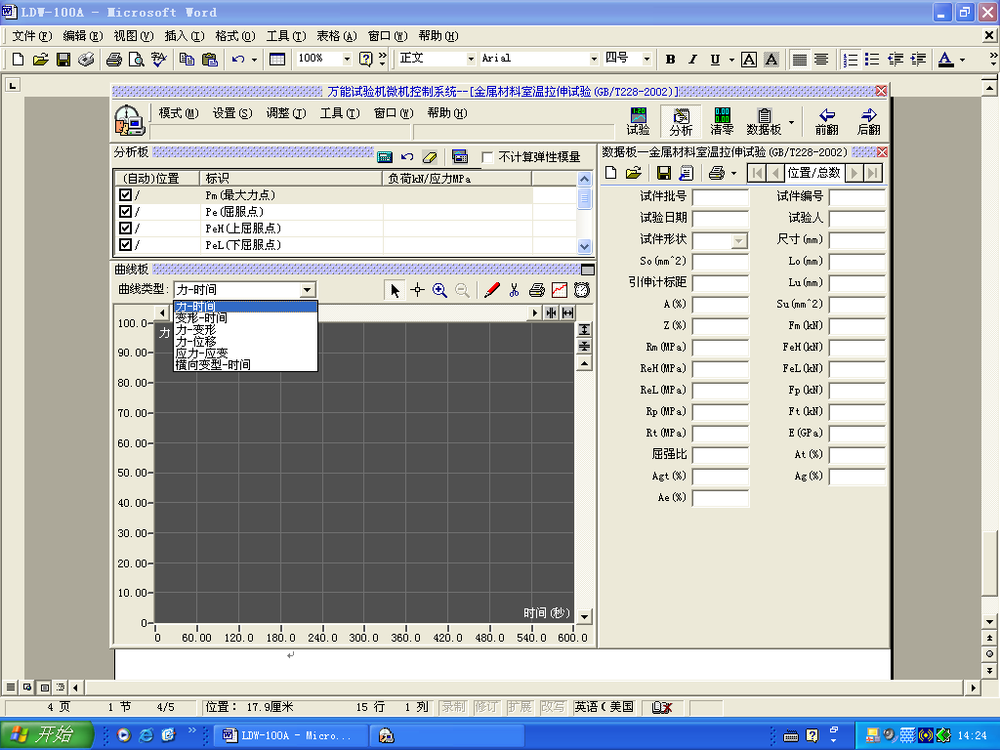 LDW-100A - Microsoft Word
文件(F) 编辑(E) 视图(V) 插入(I) 格式(O) 工具(T) 表格(A) 窗口(W) 帮助(H)
100% 正文 Arial 四号 B I U A A A
万能试验机微机控制系统--[金属材料室温拉伸试验(GB/T228-2002)]
模式(M) 设置(S) 调整(J) 工具(T) 窗口(W) 帮助(H)
试验 分析 清零 数据板 前翻 后翻
分析板 不计算弹性模量
(自动)位置 标识 负荷kN/应力MPa
/ Pm(最大力点)
/ Pe(屈服点)
/ PeH(上屈服点)
/ PeL(下屈服点)
曲线板
曲线类型: 力-时间
力-时间
变形-时间
力-变形
力-位移
应力-应变
横向变型-时间
力
100.0
90.00
80.00
70.00
60.00
50.00
40.00
30.00
20.00
10.00
0
时间(秒)
0 60.00 120.0 180.0 240.0 300.0 360.0 420.0 480.0 540.0 600.0
数据板—金属材料室温拉伸试验(GB/T228-2002)
位置/总数
试件批号 试件编号
试验日期 试验人
试件形状 尺寸(mm)
So(mm^2) Lo(mm)
引伸计标距 Lu(mm)
A(%) Su(mm^2)
Z(%) Fm(kN)
Rm(MPa) FeH(kN)
ReH(MPa) FeL(kN)
ReL(MPa) Fp(kN)
Rp(MPa) Ft(kN)
Rt(MPa) E(GPa)
屈强比 At(%)
Agt(%) Ag(%)
Ae(%)
4 页 1 节 4/5 位置: 17.9厘米 15 行 1 列 录制 修订 扩展 改写 英语(美国
开始 LDW-100A - Micro... 14:24